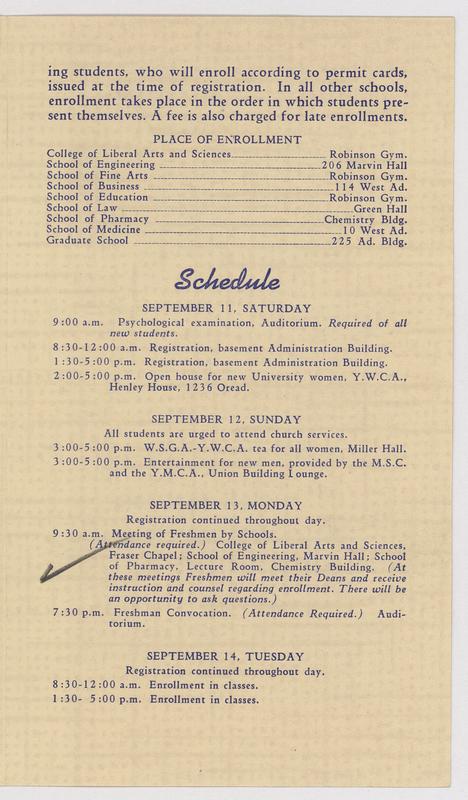 ing students, who will enroll according to permit cards,
issued at the time of registration. In all other schools,
enrollment takes place in the order in which students pre-
sent themselves. A fee is also charged for late enrollments.
PLACE OF ENROLLMENT
College of Liberal Arts and Sciences Robinson Gym.
School of Engineering 206 Marvin Hall
School of Fine Arts Robinson Gym.
School of Business 114 West Ad.
School of Education Robinson Gym.
School of Law Green Hall
School of Pharmacy Chemistry Bldg.
School of Medicine 10 West Ad.
Graduate School 225 Ad. Bldg.
Schedule
SEPTEMBER 11, SATURDAY
9:00 a.m. Psychological examination, Auditorium. Required of all
new students.
8:30-12:00 a.m. Registration, basement Administration Building.
1:30-5:00 p.m. Registration, basement Administration Building.
2:00-5:00 p.m. Open house for new University women, Y.W.C.A.,
Henley House, 1236 Oread.
SEPTEMBER 12, SUNDAY
All students are urged to attend church services.
3:00-5:00 p.m. W.S.G.A.-Y.W.C.A. tea for all women, Miller Hall.
3:00-5:00 p.m. Entertainment for new men, provided by the M.S.C.
and the Y.M.C.A., Union Building Lounge.
SEPTEMBER 13, MONDAY
Registration continued throughout day.
9:30 a.m. Meeting of Freshmen by Schools.
(Attendance required.) College of Liberal Arts and Sciences,
Fraser Chapel; School of Engineering, Marvin Hall; School
of Pharmacy, Lecture Room, Chemistry Building. (At
these meetings Freshmen will meet their Deans and receive
instruction and counsel regarding enrollment. There will be
an opportunity to ask questions.)
7:30 p.m. Freshman Convocation. (Attendance Required.) Audi-
torium.
SEPTEMBER 14, TUESDAY
Registration continued throughout day.
8:30-12:00 a.m. Enrollment in classes.
1:30- 5:00 p.m. Enrollment in classes.